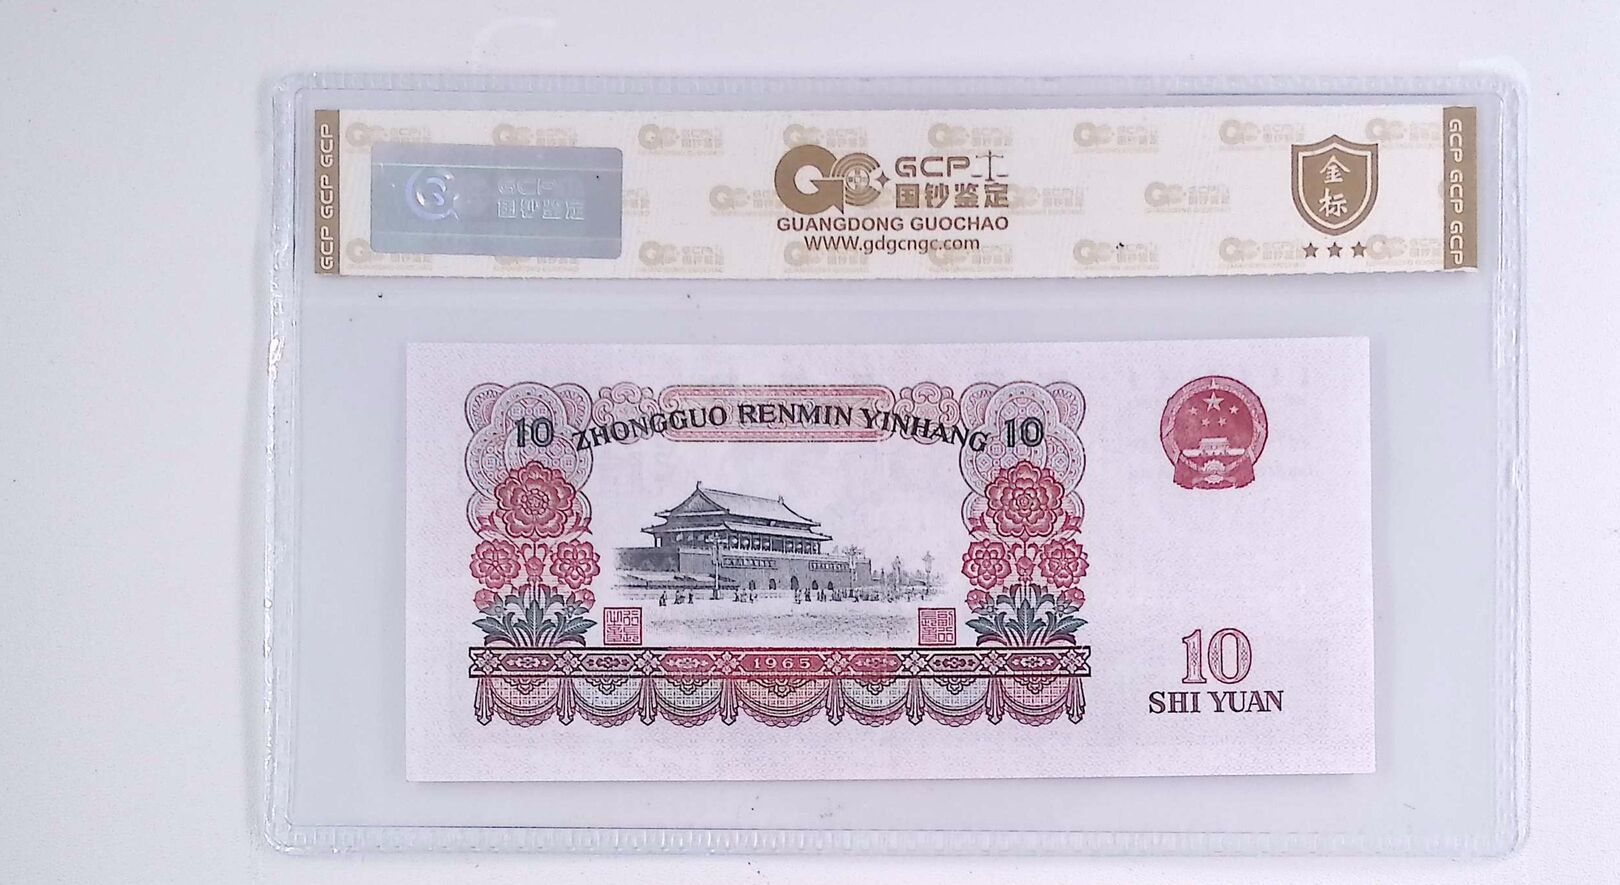 GCP GCP GCP
GCP
国钞鉴定
GCP
国钞鉴定
GUANGDONG GUOCHAO
WWW.gdgcngc.com
金
标
GCP GCP GCP
10 ZHONGGUO RENMIN YINHANG 10
1965
10
SHI YUAN